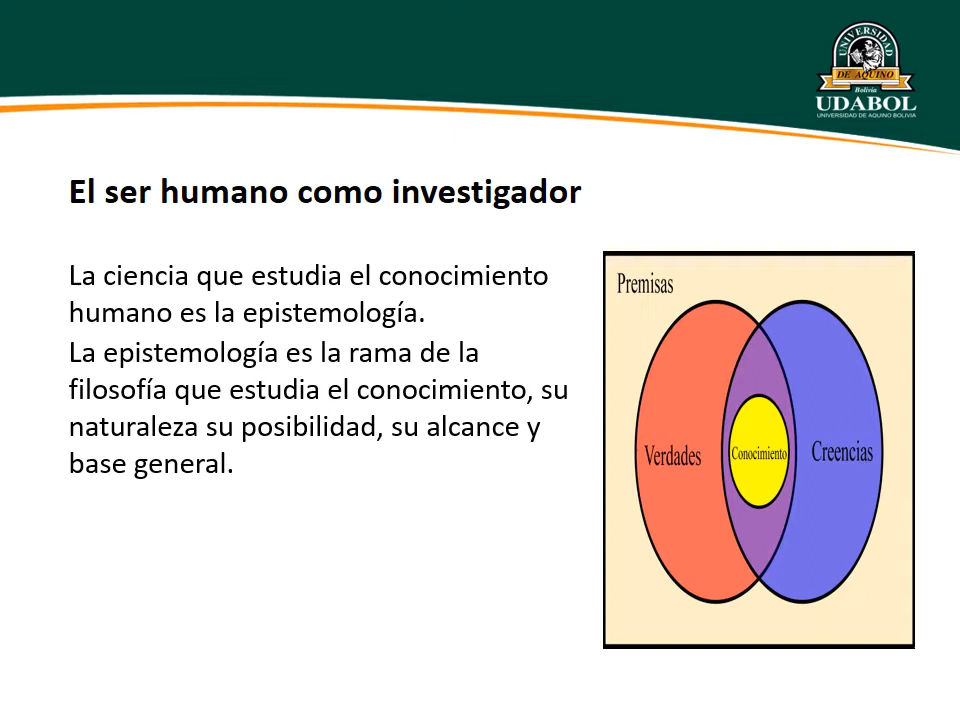 UNIVERSIDAD
DE AQUINO
Bolivia
UDABOL
UNIVERSIDAD DE AQUINO BOLIVIA
El ser humano como investigador
La ciencia que estudia el conocimiento
humano es la epistemología.
La epistemología es la rama de la
filosofía que estudia el conocimiento, su
naturaleza su posibilidad, su alcance y
base general.
Premisas
Verdades
Conocimiento
Creencias